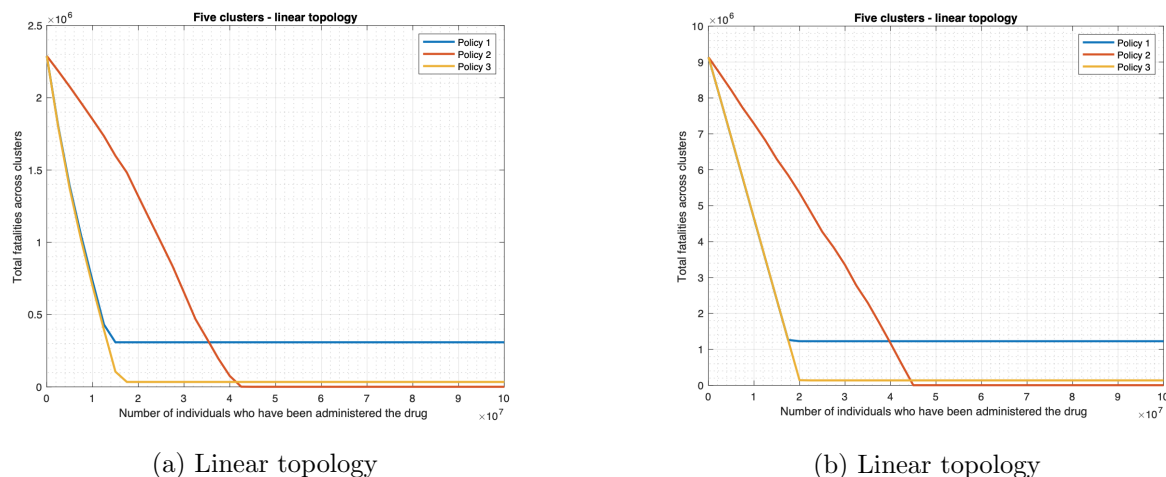 Five clusters - linear topology
×10^6
2.5
2
1.5
1
0.5
0
Total fatalities across clusters
Policy 1
Policy 2
Policy 3
0 1 2 3 4 5 6 7 8 9 10
×10^7
Number of individuals who have been administered the drug
(a) Linear topology
Five clusters - linear topology
×10^6
10
9
8
7
6
5
4
3
2
1
0
Total fatalities across clusters
Policy 1
Policy 2
Policy 3
0 1 2 3 4 5 6 7 8 9 10
×10^7
Number of individuals who have been administered the drug
(b) Linear topology